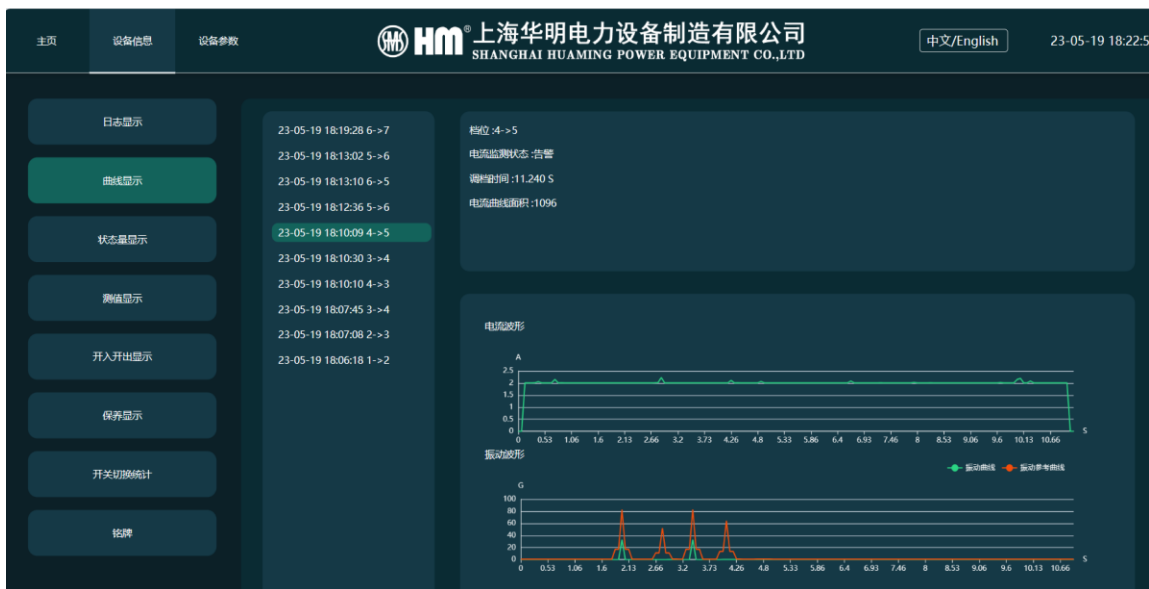 主页
设备信息
设备参数
HM®
上海华明电力设备制造有限公司
SHANGHAI HUAMING POWER EQUIPMENT CO.,LTD
中文/English
23-05-19 18:22:5
日志显示
曲线显示
状态量显示
测值显示
开入开出显示
保养显示
开关切换统计
铭牌
23-05-19 18:19:28 6->7
23-05-19 18:13:02 5->6
23-05-19 18:13:10 6->5
23-05-19 18:12:36 5->6
23-05-19 18:10:09 4->5
23-05-19 18:10:30 3->4
23-05-19 18:10:10 4->3
23-05-19 18:07:45 3->4
23-05-19 18:07:08 2->3
23-05-19 18:06:18 1->2
档位 :4->5
电流监测状态 :告警
调档时间 :11.240 S
电流曲线面积 :1096
电流波形
A
2.5
2
1.5
1
0.5
0
0 0.53 1.06 1.6 2.13 2.66 3.2 3.73 4.26 4.8 5.33 5.86 6.4 6.93 7.46 8 8.53 9.06 9.6 10.13 10.66 S
振动波形
振动曲线 振动参考曲线
G
100
80
60
40
20
0
0 0.53 1.06 1.6 2.13 2.66 3.2 3.73 4.26 4.8 5.33 5.86 6.4 6.93 7.46 8 8.53 9.06 9.6 10.13 10.66 S